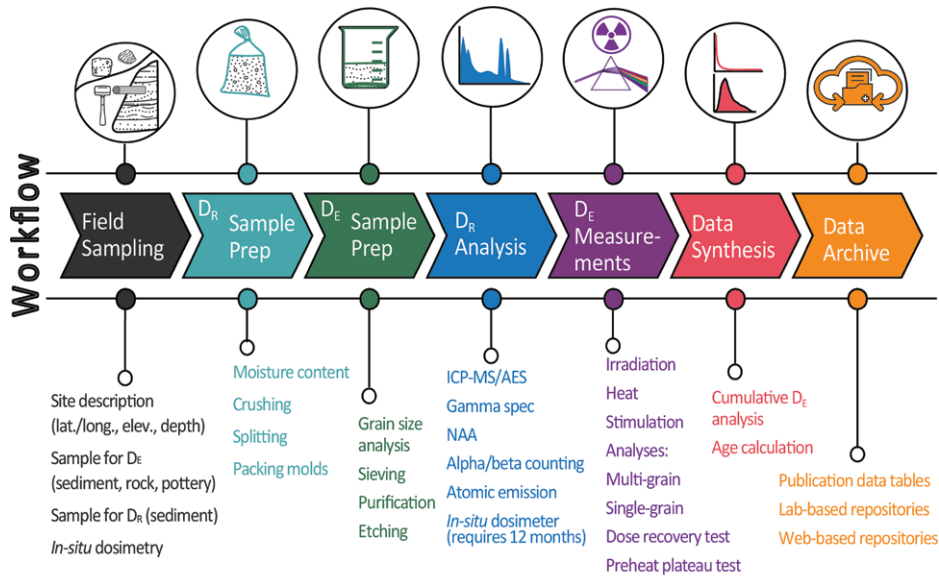 Workflow
Field
Sampling
DR Sample
Prep
DE Sample
Prep
DR
Analysis
DE
Measure-
ments
Data
Synthesis
Data
Archive
Site description
(lat./long., elev., depth)
Sample for DE
(sediment, rock, pottery)
Sample for DR (sediment)
In-situ dosimetry
Moisture content
Crushing
Splitting
Packing molds
Grain size
analysis
Sieving
Purification
Etching
ICP-MS/AES
Gamma spec
NAA
Alpha/beta counting
Atomic emission
In-situ dosimeter
(requires 12 months)
Irradiation
Heat
Stimulation
Analyses:
Multi-grain
Single-grain
Dose recovery test
Preheat plateau test
Cumulative DE
analysis
Age calculation
Publication data tables
Lab-based repositories
Web-based repositories